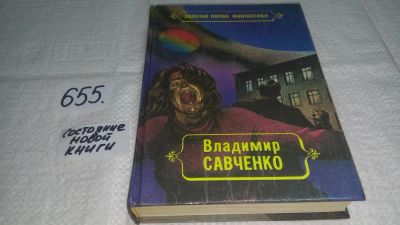 655.
состояние
новой
книги
ЗОЛОТАЯ ПОЛКА ФАНТАСТИКИ
Владимир
САВЧЕНКО